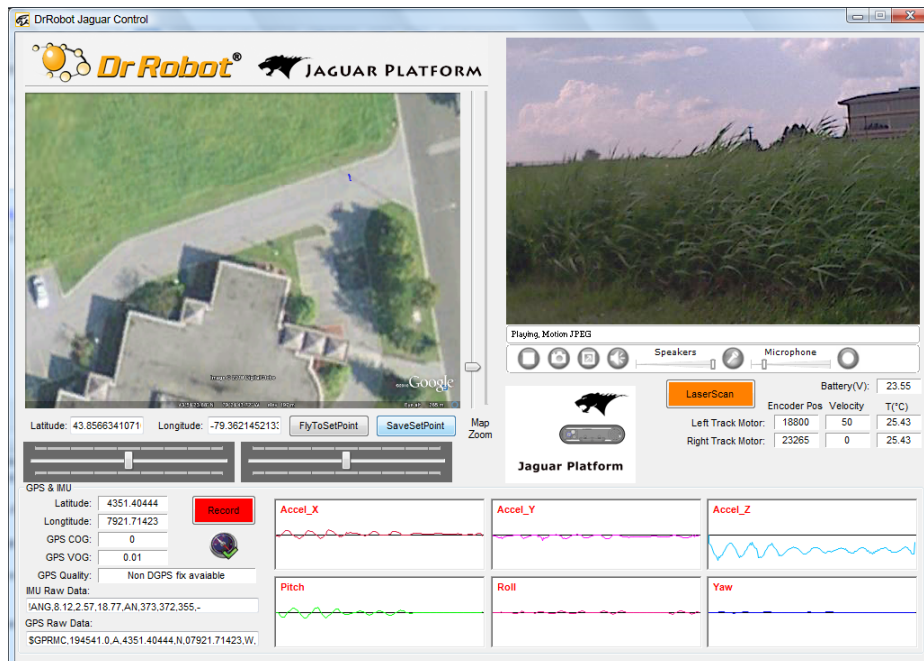 DrRobot Jaguar Control
Dr Robot®
JAGUAR PLATFORM
Google
Playing, Motion JPEG
Speakers
Microphone
Latitude: 43.8566341071
Longitude: -79.3621452133
FlyToSetPoint
SaveSetPoint
Map
Zoom
LaserScan
Battery(V): 23.55
Encoder Pos Velocity T(°C)
Left Track Motor: 18800 50 25.43
Right Track Motor: 23265 0 25.43
Jaguar Platform
GPS & IMU
Latitude: 4351.40444
Longtitude: 7921.71423
GPS COG: 0
GPS VOG: 0.01
GPS Quality: Non DGPS fix avaiable
Record
IMU Raw Data:
!ANG,8.12,2.57,18.77,AN,373,372,355,-
GPS Raw Data:
$GPRMC,194541.0,A,4351.40444,N,07921.71423,W,
Accel_X
Accel_Y
Accel_Z
Pitch
Roll
Yaw